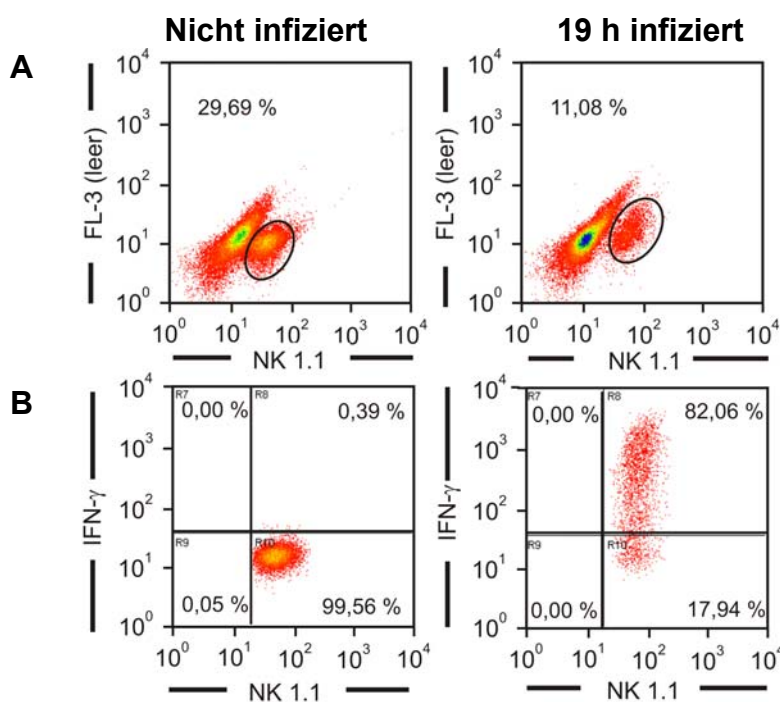 Nicht infiziert 19 h infiziert
A
10⁴ 10³ 10² 10¹ 10⁰
FL-3 (leer)
29,69 %
10⁰ 10¹ 10² 10³ 10⁴
NK 1.1
10⁴ 10³ 10² 10¹ 10⁰
FL-3 (leer)
11,08 %
10⁰ 10¹ 10² 10³ 10⁴
NK 1.1
B
10⁴ 10³ 10² 10¹ 10⁰
IFN-γ
R7 R8
0,00 % 0,39 %
R9 R10
0,05 % 99,56 %
10⁰ 10¹ 10² 10³ 10⁴
NK 1.1
10⁴ 10³ 10² 10¹ 10⁰
IFN-γ
R7 R8
0,00 % 82,06 %
R9 R10
0,00 % 17,94 %
10⁰ 10¹ 10² 10³ 10⁴
NK 1.1